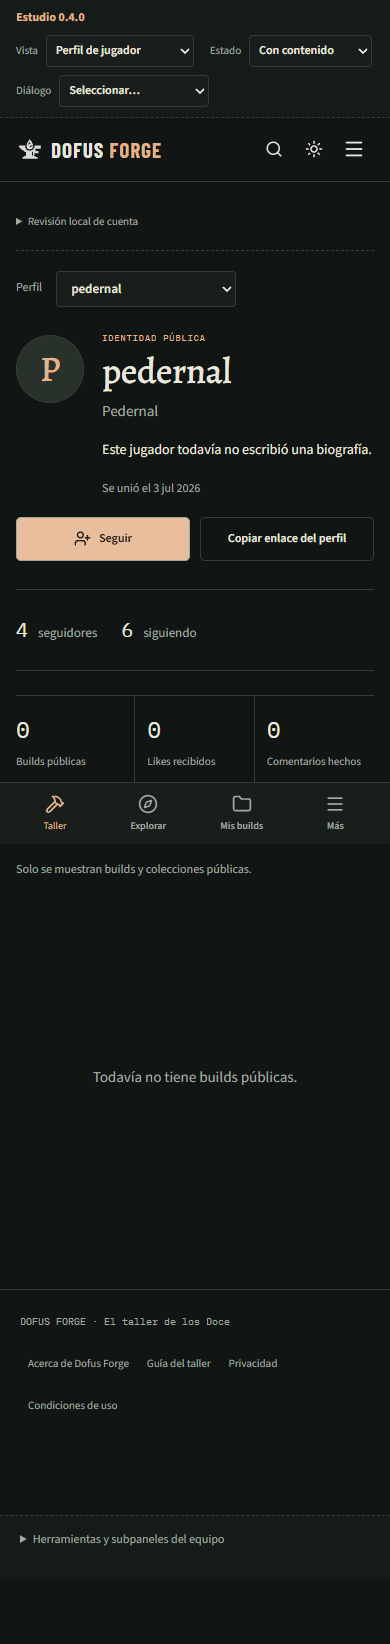 Estudio 0.4.0
Vista Perfil de jugador Estado Con contenido
Diálogo Seleccionar...
DOFUS FORGE
Revisión local de cuenta
Perfil pedernal
IDENTIDAD PÚBLICA
P
pedernal
Pedernal
Este jugador todavía no escribió una biografía.
Se unió el 3 jul 2026
Seguir Copiar enlace del perfil
4 seguidores 6 siguiendo
0 0 0
Builds públicas Likes recibidos Comentarios hechos
Taller Explorar Mis builds Más
Solo se muestran builds y colecciones públicas.
Todavía no tiene builds públicas.
DOFUS FORGE · El taller de los Doce
Acerca de Dofus Forge Guía del taller Privacidad
Condiciones de uso
Herramientas y subpaneles del equipo